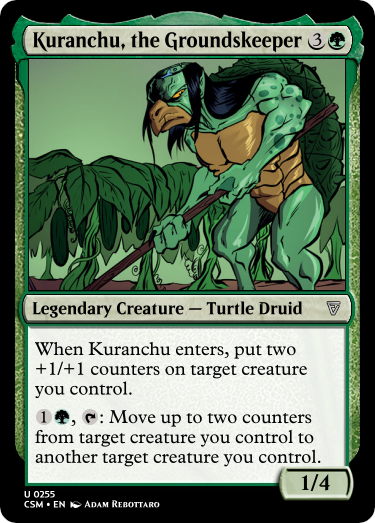 Kuranchu, the Groundskeeper 3
Legendary Creature — Turtle Druid
When Kuranchu enters, put two
+1/+1 counters on target creature
you control.
1, : Move up to two counters
from target creature you control to
another target creature you control.
1/4
U 0255
CSM • EN Adam Rebottaro